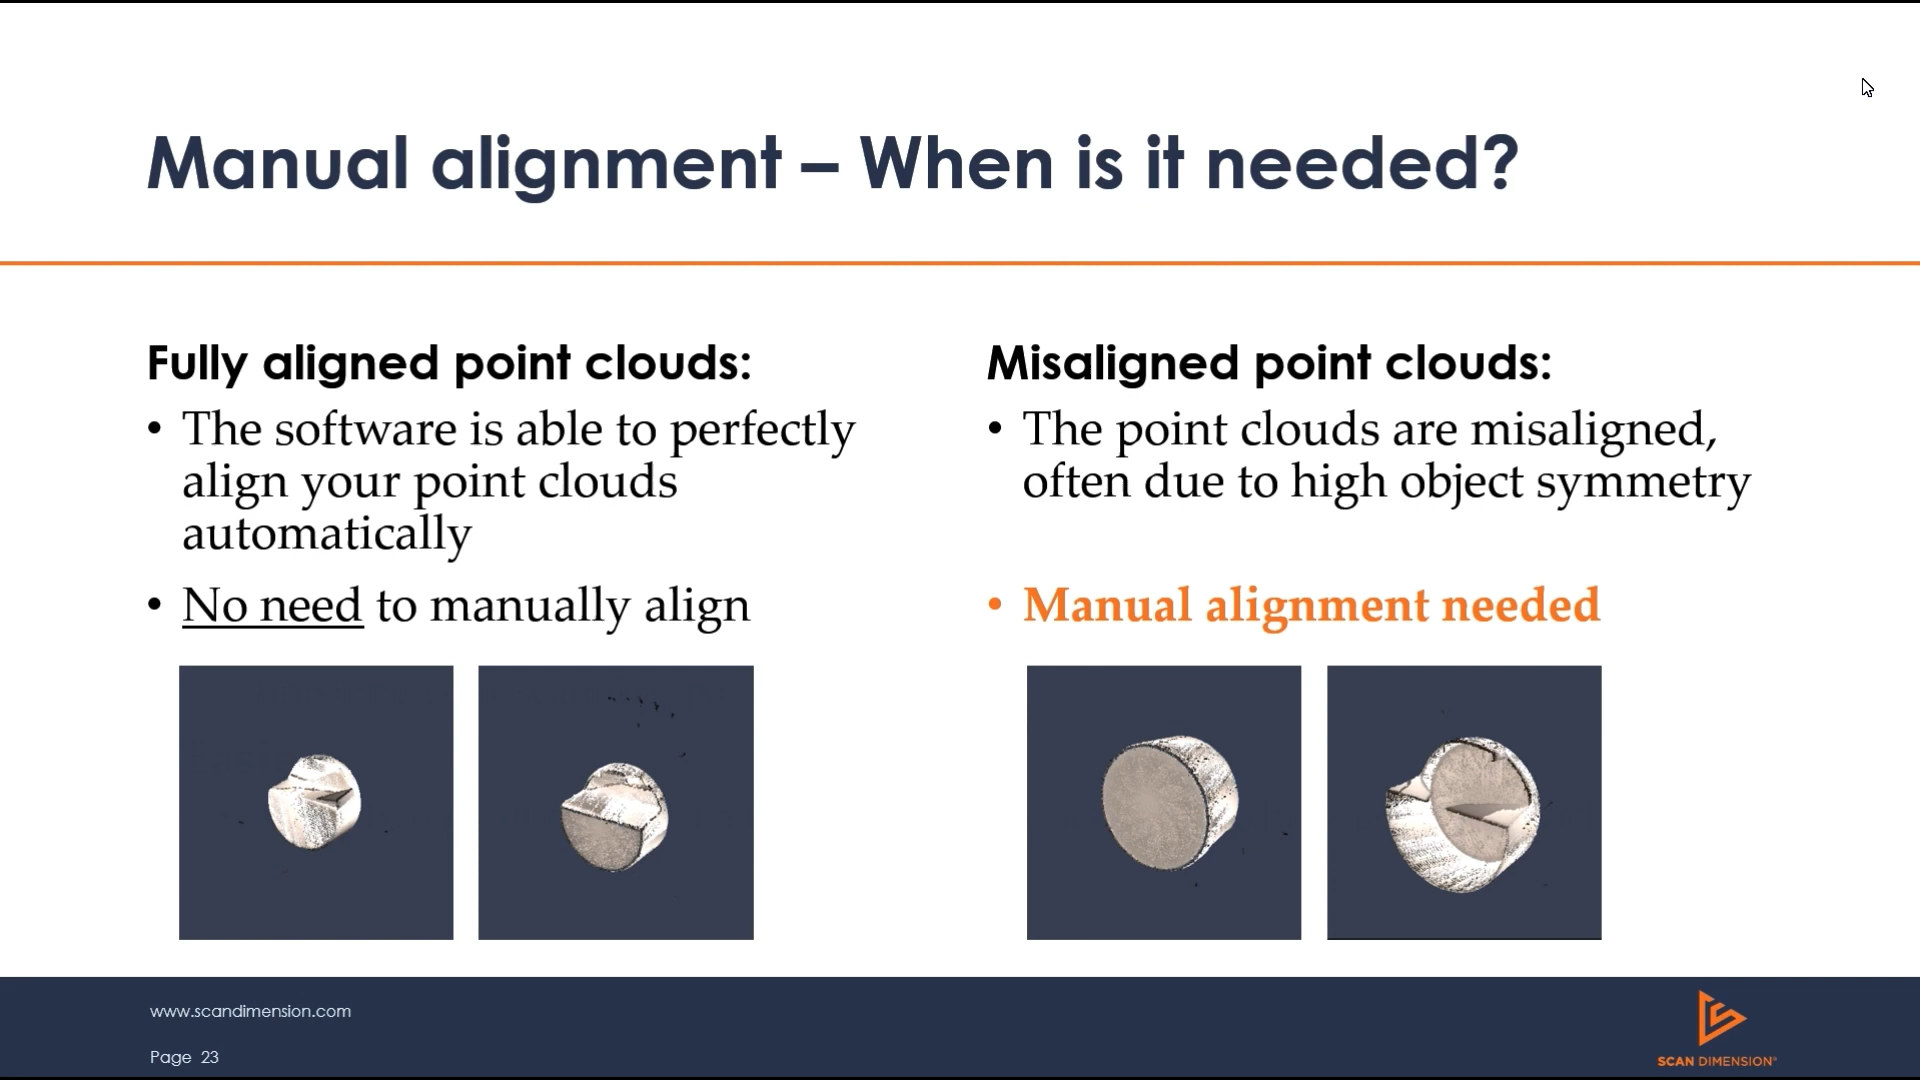 Manual alignment – When is it needed?
Fully aligned point clouds:
• The software is able to perfectly
align your point clouds
automatically
• No need to manually align
Misaligned point clouds:
• The point clouds are misaligned,
often due to high object symmetry
• Manual alignment needed
www.scandimension.com
Page 23
SCAN DIMENSION®